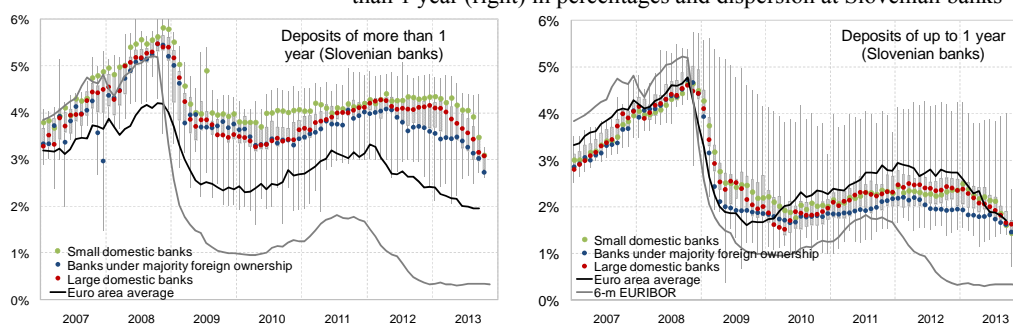 than 1 year (right) in percentages and dispersion at Slovenian banks
6%
5%
4%
3%
2%
1%
0%
Deposits of more than 1
year (Slovenian banks)
Small domestic banks
Banks under majority foreign ownership
Large domestic banks
Euro area average
2007 2008 2009 2010 2011 2012 2013
6%
5%
4%
3%
2%
1%
0%
Deposits of up to 1 year
(Slovenian banks)
Small domestic banks
Banks under majority foreign ownership
Large domestic banks
Euro area average
6-m EURIBOR
2007 2008 2009 2010 2011 2012 2013